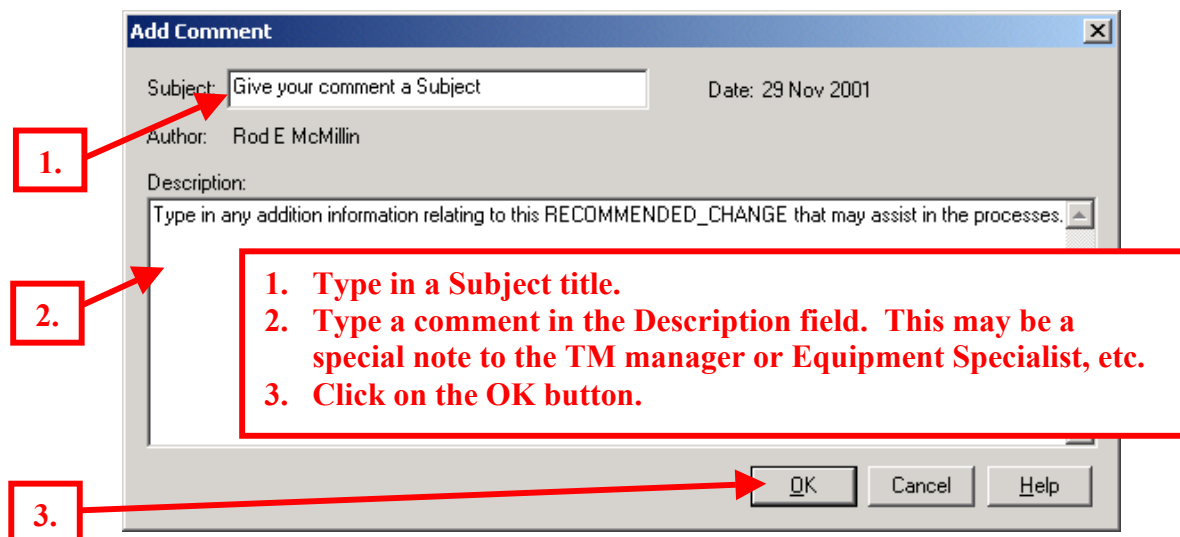 Add Comment
Subject: Give your comment a Subject
Date: 29 Nov 2001
1.
Author: Rod E McMillin
Description:
Type in any addition information relating to this RECOMMENDED_CHANGE that may assist in the processes.
2.
1. Type in a Subject title.
2. Type a comment in the Description field. This may be a
special note to the TM manager or Equipment Specialist, etc.
3. Click on the OK button.
3.
OK Cancel Help